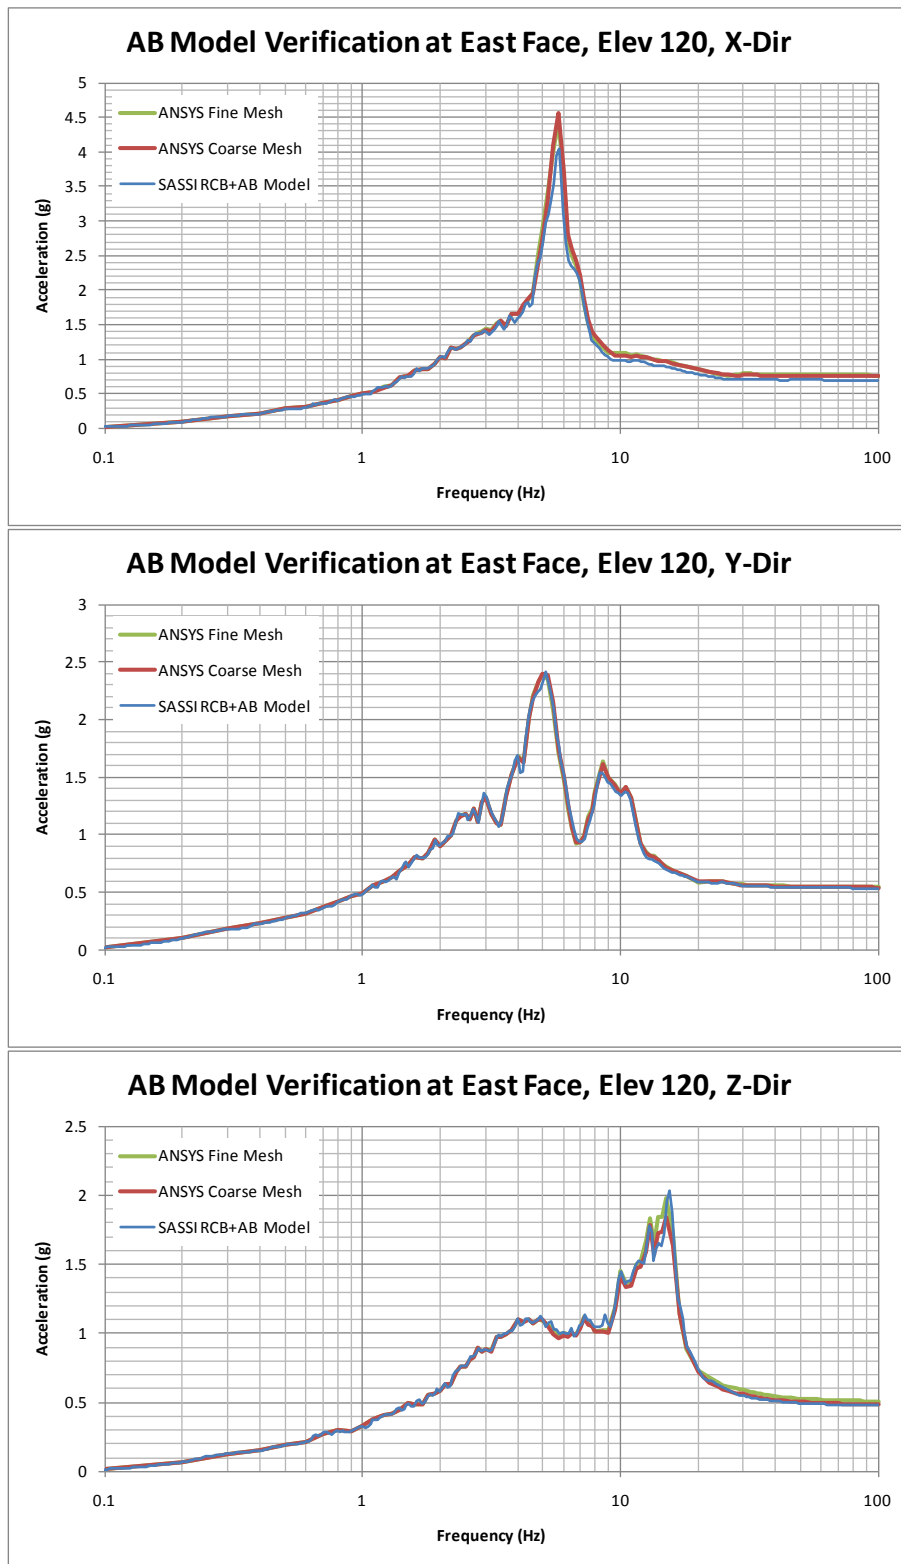 AB Model Verification at East Face, Elev 120, X-Dir
5
4.5
4
3.5
3
2.5
2
1.5
1
0.5
0
Acceleration (g)
ANSYS Fine Mesh
ANSYS Coarse Mesh
SASSI RCB+AB Model
0.1 1 10 100
Frequency (Hz)
AB Model Verification at East Face, Elev 120, Y-Dir
3
2.5
2
1.5
1
0.5
0
Acceleration (g)
ANSYS Fine Mesh
ANSYS Coarse Mesh
SASSI RCB+AB Model
0.1 1 10 100
Frequency (Hz)
AB Model Verification at East Face, Elev 120, Z-Dir
2.5
2
1.5
1
0.5
0
Acceleration (g)
ANSYS Fine Mesh
ANSYS Coarse Mesh
SASSI RCB+AB Model
0.1 1 10 100
Frequency (Hz)